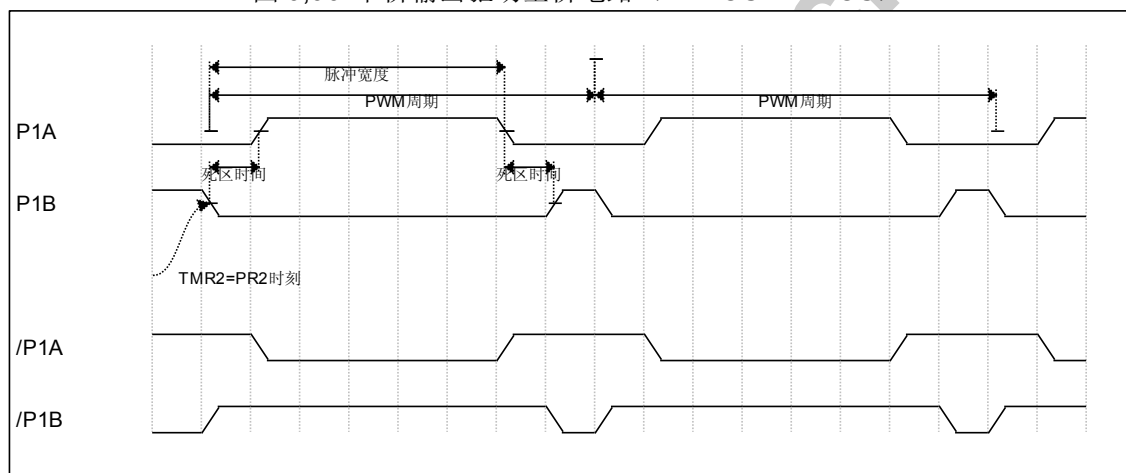 脉冲宽度
PWM周期
PWM周期
P1A
死区时间
死区时间
P1B
TMR2=PR2时刻
/P1A
/P1B